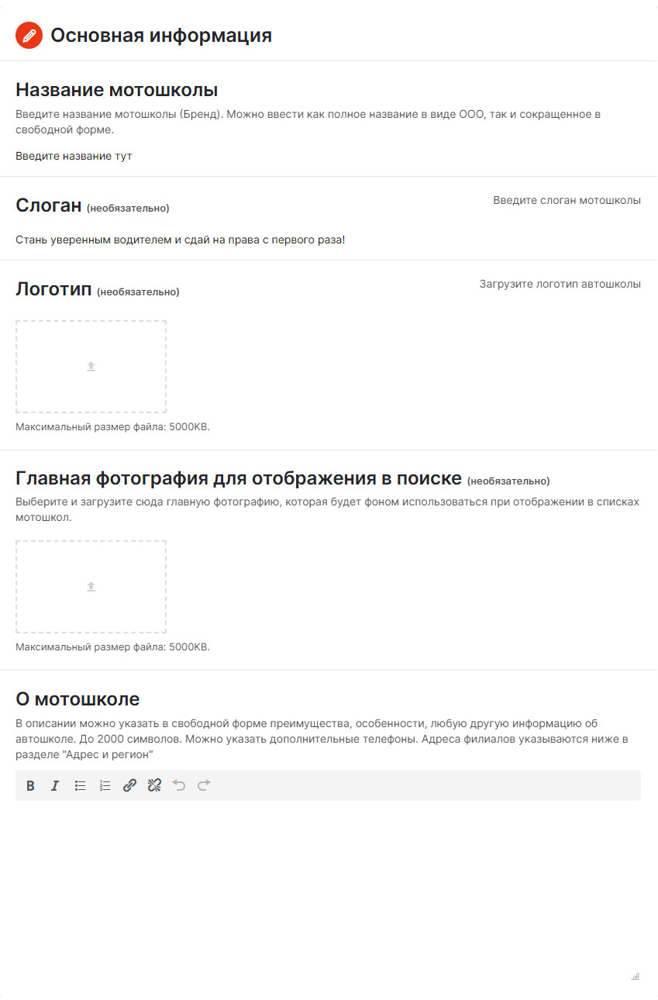 Основная информация
Название мотошколы
Введите название мотошколы (Бренд). Можно ввести как полное название в виде ООО, так и сокращенное в
свободной форме.
Введите название тут
Слоган (необязательно)
Введите слоган мотошколы
Стань уверенным водителем и сдай на права с первого раза!
Логотип (необязательно)
Загрузите логотип автошколы
Максимальный размер файла: 5000KB.
Главная фотография для отображения в поиске (необязательно)
Выберите и загрузите сюда главную фотографию, которая будет фоном использоваться при отображении в списках
мотошкол.
Максимальный размер файла: 5000KB.
О мотошколе
В описании можно указать в свободной форме преимущества, особенности, любую другую информацию об
автошколе. До 2000 символов. Можно указать дополнительные телефоны. Адреса филиалов указываются ниже в
разделе "Адрес и регион"
B I